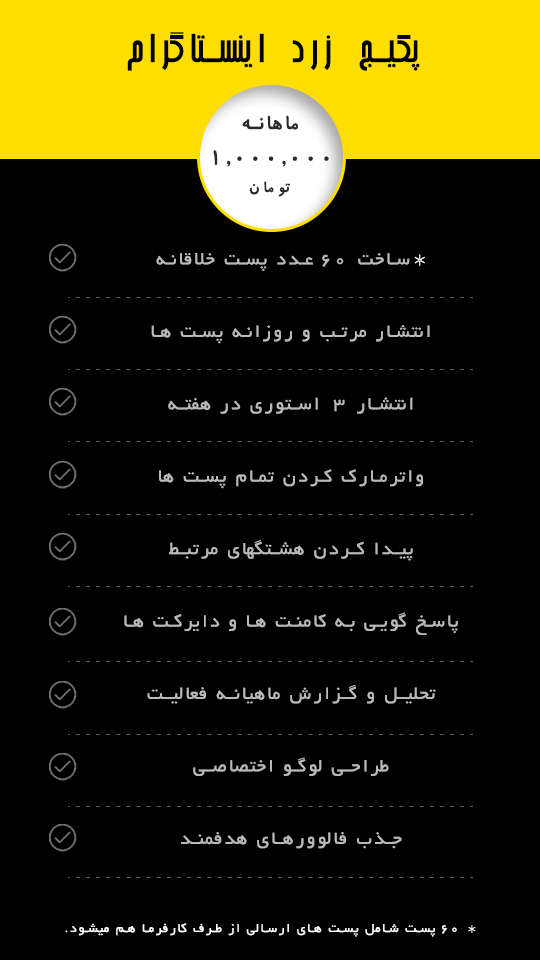 پکیج زرد اینستاگرام
ماهانه
۱,۰۰۰,۰۰۰
تومان
*ساخت ۶۰ عدد پست خلاقانه
انتشار مرتب و روزانه پست ها
انتشار ۳ استوری در هفته
واترمارک کردن تمام پست ها
پیدا کردن هشتگهای مرتبط
پاسخ گویی به کامنت ها و دایرکت ها
تحلیل و گزارش ماهیانه فعالیت
طراحی لوگو اختصاصی
جذب فالوورهای هدفمند
* ۶۰ پست شامل پست های ارسالی از طرف کارفرما هم میشود.